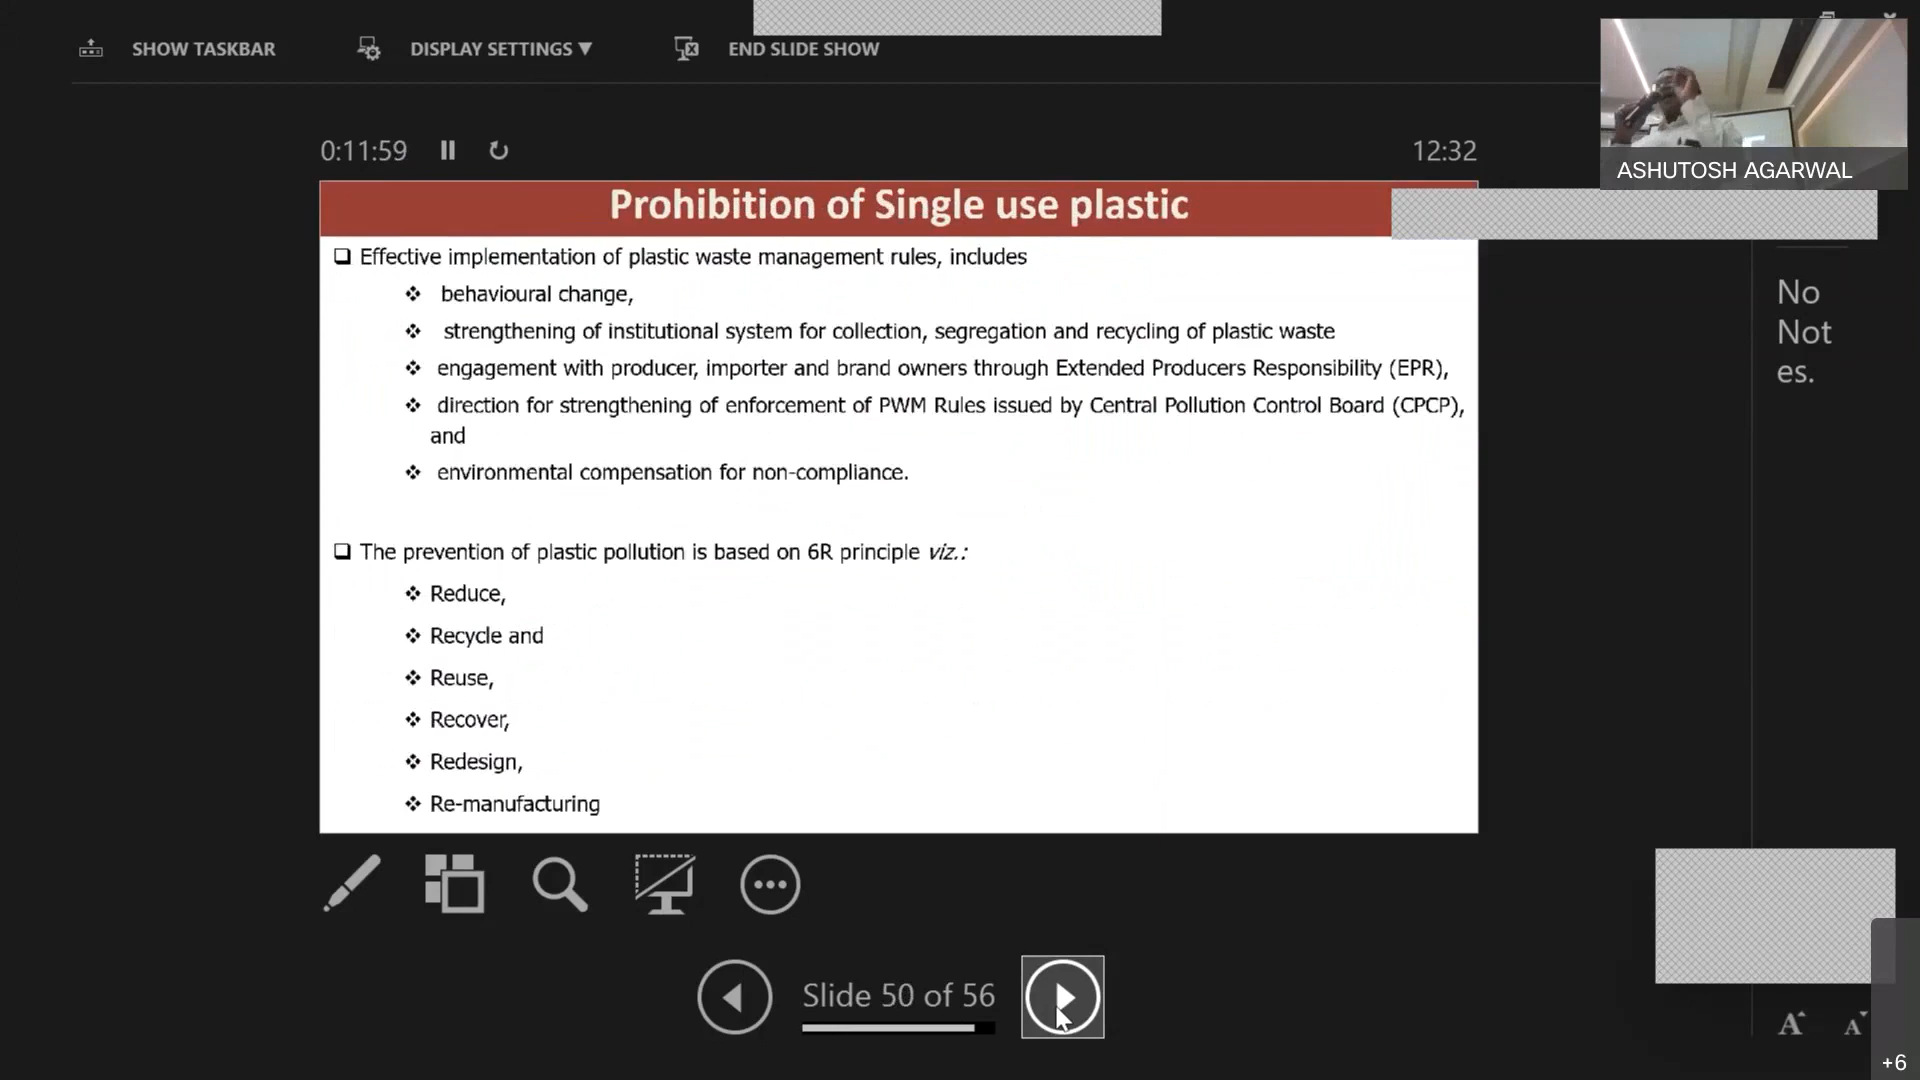 SHOW TASKBAR
DISPLAY SETTINGS ▼
END SLIDE SHOW
ASHUTOSH AGARWAL
0:11:59
12:32
Prohibition of Single use plastic
❑ Effective implementation of plastic waste management rules, includes
❖ behavioural change,
❖ strengthening of institutional system for collection, segregation and recycling of plastic waste
❖ engagement with producer, importer and brand owners through Extended Producers Responsibility (EPR),
❖ direction for strengthening of enforcement of PWM Rules issued by Central Pollution Control Board (CPCP),
and
❖ environmental compensation for non-compliance.
❑ The prevention of plastic pollution is based on 6R principle viz.:
❖ Reduce,
❖ Recycle and
❖ Reuse,
❖ Recover,
❖ Redesign,
❖ Re-manufacturing
No
Not
es.
Slide 50 of 56
A A
+6